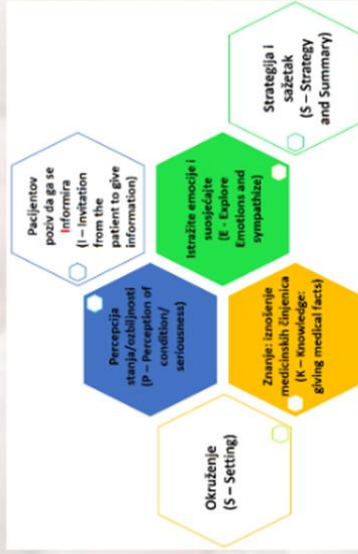 Okruženje
(S – Setting)
Percepcija
stanja/ozbiljnosti
(P – Perception of
condition/
seriousness)
Pacijentov
poziv da ga se
Informira
(I – Invitation
from the
patient to give
information)
Znanje: iznošenje
medicinskih činjenica
(K – Knowledge:
giving medical facts)
Istražite emocije i
suosjećajte
(E - Explore
Emotions and
sympathize)
Strategija i
sažetak
(S – Strategy
and Summary)